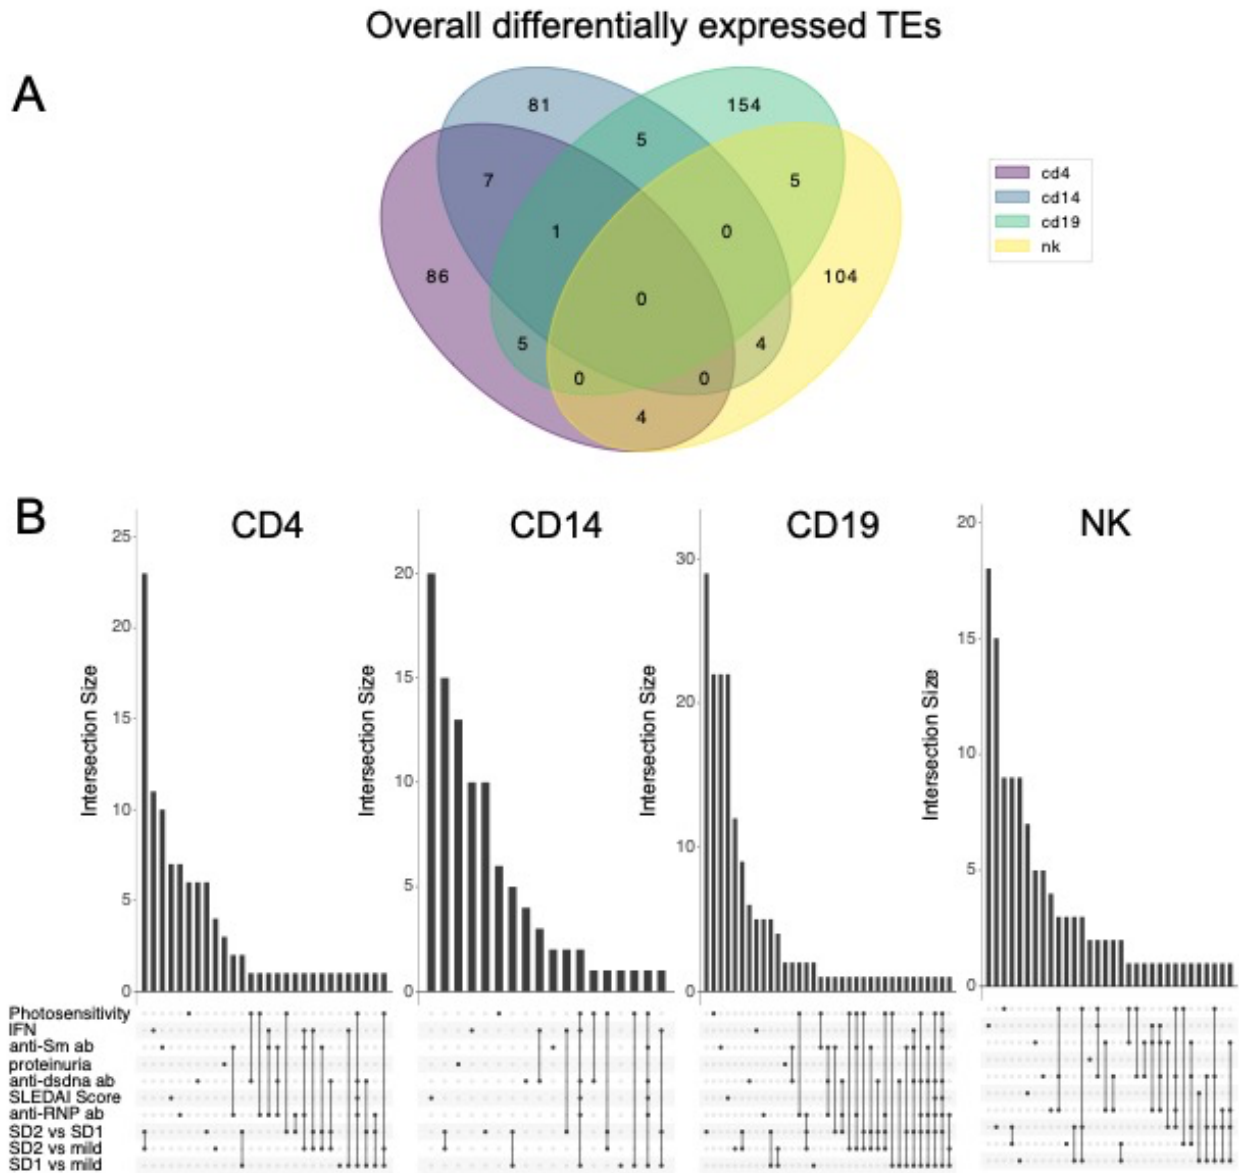 Overall differentially expressed TEs
A
81
154
5
7
5
1
0
86
104
0
5
4
0
0
4
cd4
cd14
cd19
nk
B
CD4
CD14
CD19
NK
Intersection Size
25
20
15
10
5
0
Intersection Size
20
15
10
5
0
Intersection Size
30
20
10
0
Intersection Size
20
15
10
5
0
Photosensitivity
IFN
anti-Sm ab
proteinuria
anti-dsdna ab
SLEDAI Score
anti-RNP ab
SD2 vs SD1
SD2 vs mild
SD1 vs mild